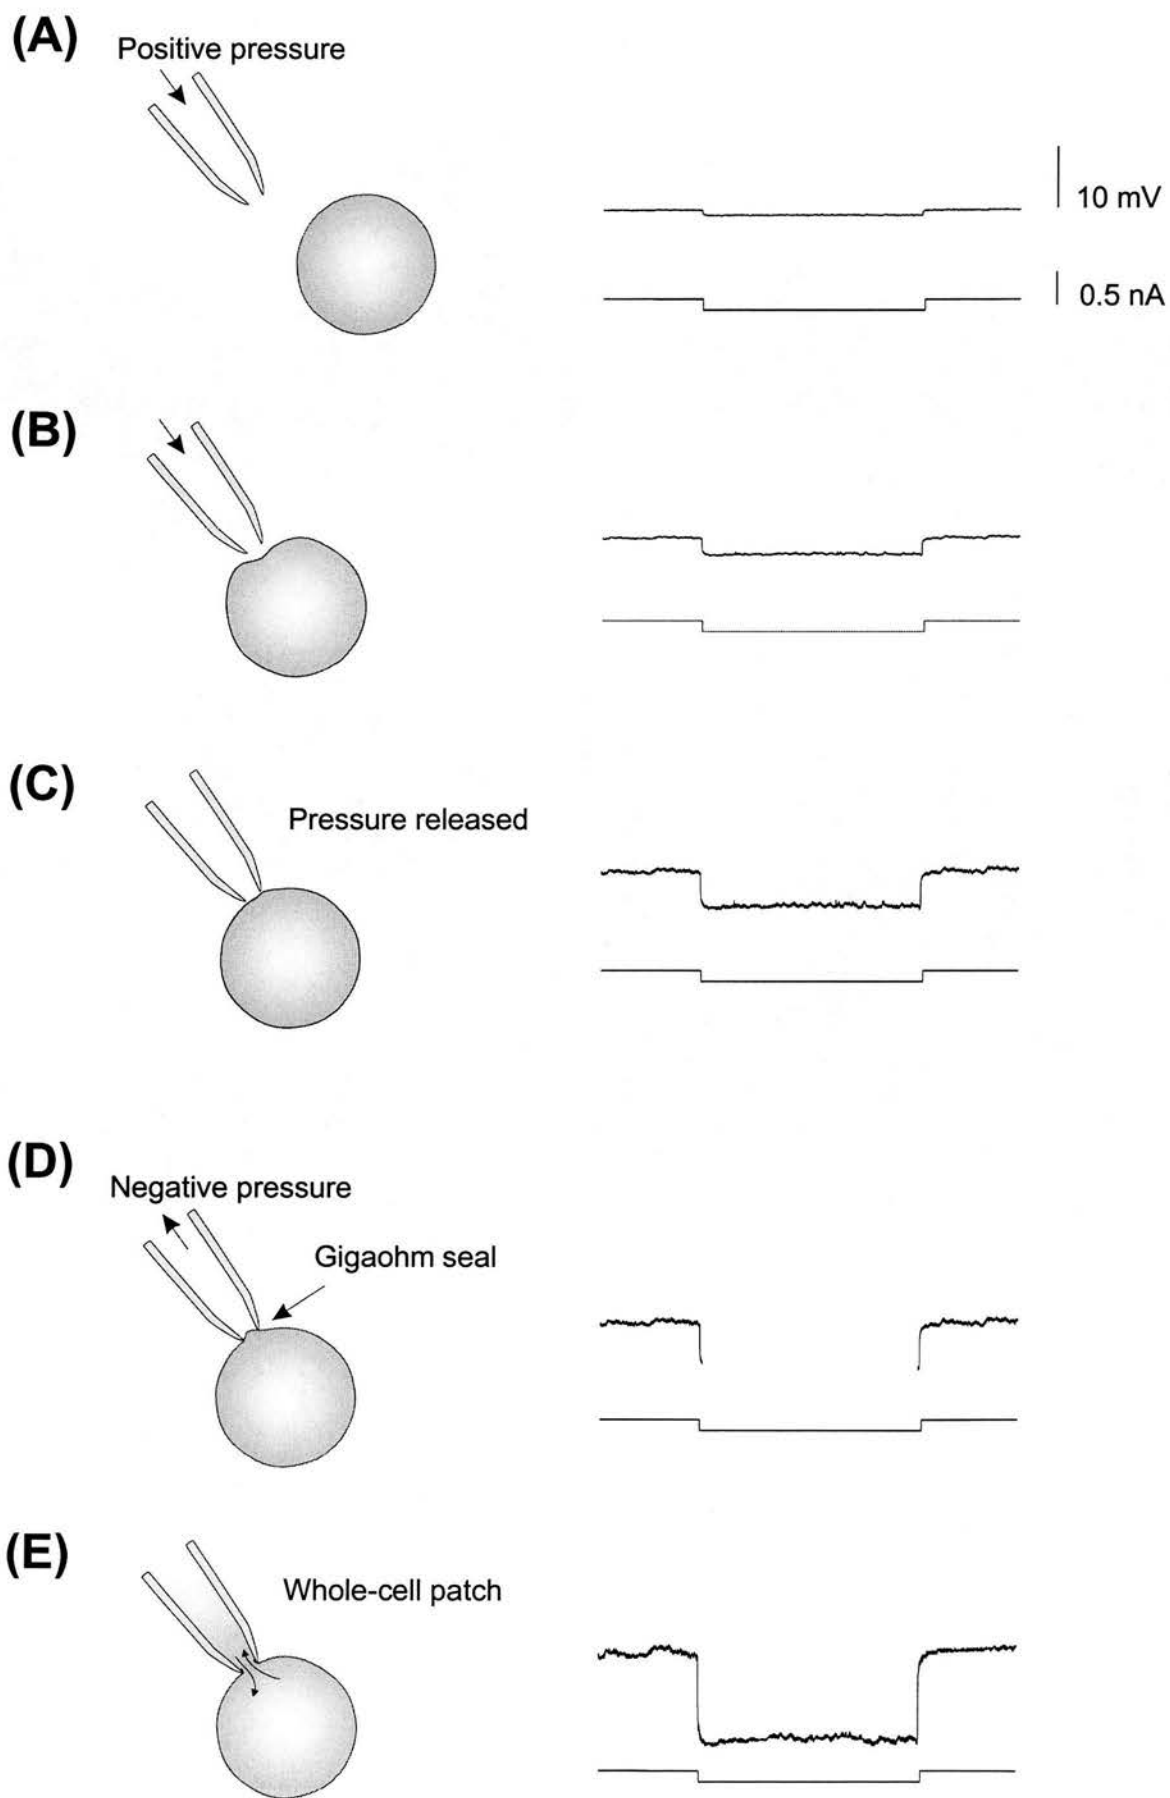 (A)
Positive pressure
10 mV
0.5 nA
(B)
(C)
Pressure released
(D)
Negative pressure
Gigaohm seal
(E)
Whole-cell patch